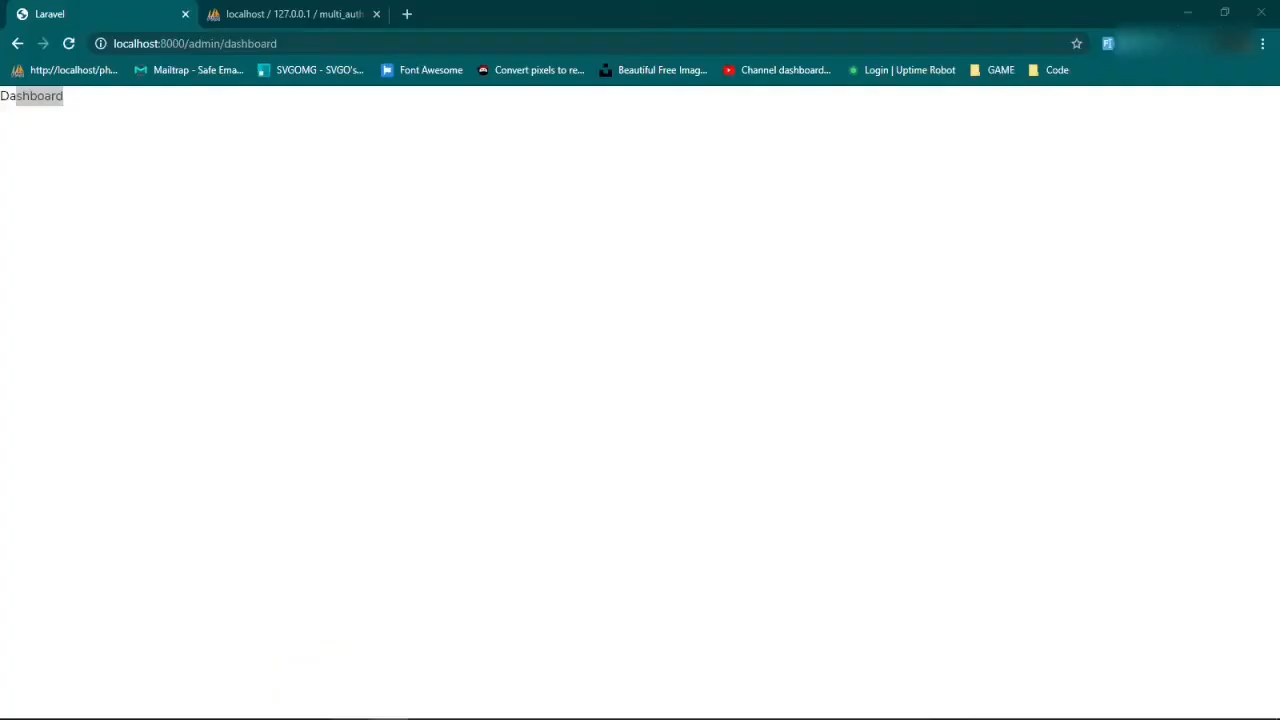 Laravel
localhost / 127.0.0.1 / multi_auth
localhost:8000/admin/dashboard
http://localhost/ph...
Mailtrap - Safe Ema...
SVGOMG - SVGO's...
Font Awesome
Convert pixels to re...
Beautiful Free Imag...
Channel dashboard...
Login | Uptime Robot
GAME
Code
Dashboard